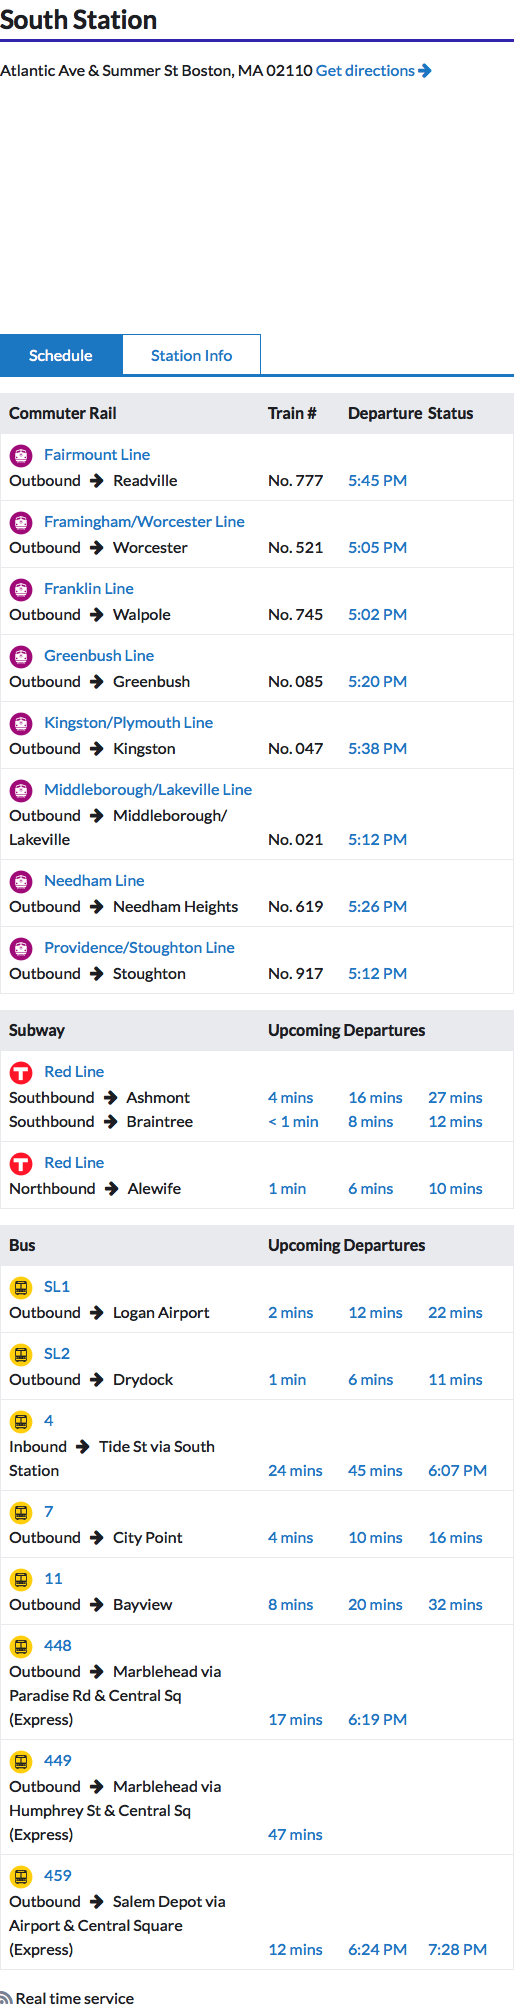 South Station
Atlantic Ave & Summer St Boston, MA 02110 Get directions
Schedule Station Info
Commuter Rail Train # Departure Status
Fairmount Line
Outbound Readville No. 777 5:45 PM
Framingham/Worcester Line
Outbound Worcester No. 521 5:05 PM
Franklin Line
Outbound Walpole No. 745 5:02 PM
Greenbush Line
Outbound Greenbush No. 085 5:20 PM
Kingston/Plymouth Line
Outbound Kingston No. 047 5:38 PM
Middleborough/Lakeville Line
Outbound Middleborough/
Lakeville No. 021 5:12 PM
Needham Line
Outbound Needham Heights No. 619 5:26 PM
Providence/Stoughton Line
Outbound Stoughton No. 917 5:12 PM
Subway Upcoming Departures
T Red Line
Southbound Ashmont 4 mins 16 mins 27 mins
Southbound Braintree < 1 min 8 mins 12 mins
T Red Line
Northbound Alewife 1 min 6 mins 10 mins
Bus Upcoming Departures
SL1
Outbound Logan Airport 2 mins 12 mins 22 mins
SL2
Outbound Drydock 1 min 6 mins 11 mins
4
Inbound Tide St via South
Station 24 mins 45 mins 6:07 PM
7
Outbound City Point 4 mins 10 mins 16 mins
11
Outbound Bayview 8 mins 20 mins 32 mins
448
Outbound Marblehead via
Paradise Rd & Central Sq
(Express) 17 mins 6:19 PM
449
Outbound Marblehead via
Humphrey St & Central Sq
(Express) 47 mins
459
Outbound Salem Depot via
Airport & Central Square
(Express) 12 mins 6:24 PM 7:28 PM
Real time service